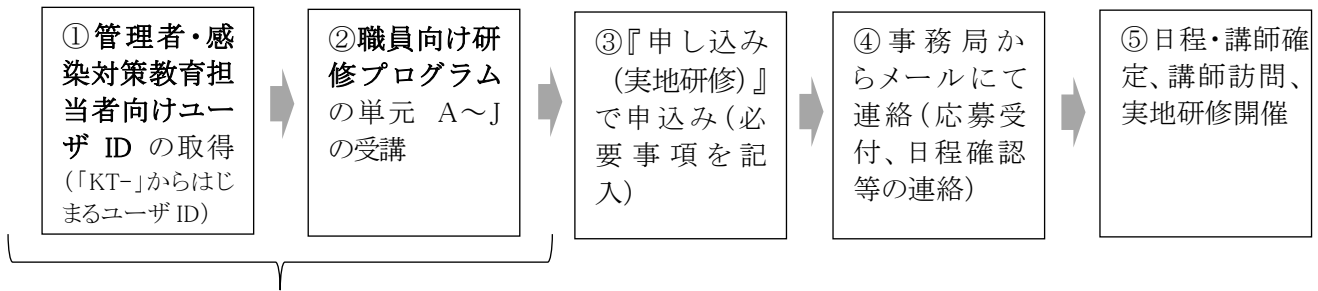 ①管理者・感
染対策教育担
当者向けユー
ザ ID の取得
(「KT-」からはじ
まるユーザ ID)
②職員向け研
修プログラム
の単元 A～J
の受講
③『申し込み
(実地研修)』
で申込み(必
要事項を記
入)
④事務局か
らメールにて
連絡(応募受
付、日程確認
等の連絡)
⑤日程・講師確
定、講師訪問、
実地研修開催